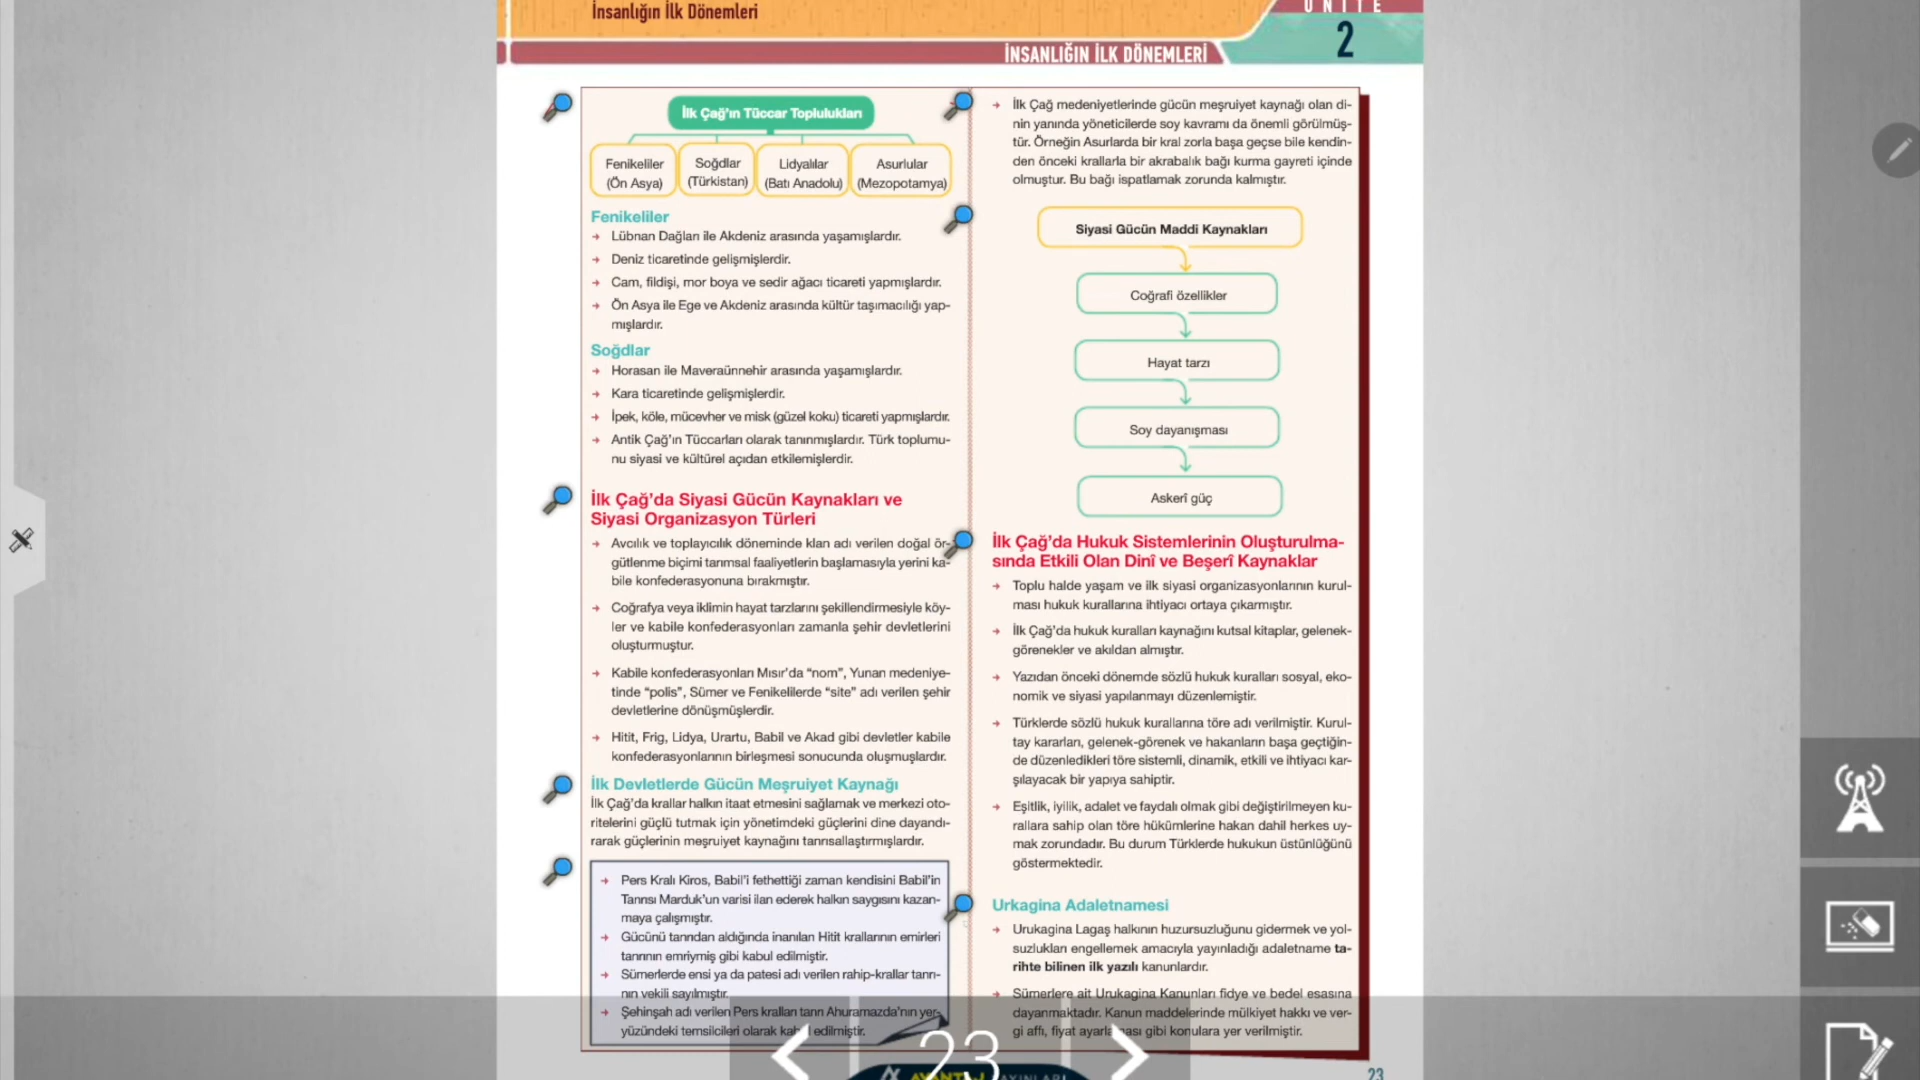 İnsanlığın İlk Dönemleri
ÜNİTE
2
İNSANLIĞIN İLK DÖNEMLERİ
İlk Çağ'ın Tüccar Toplulukları
Fenikeliler
(Ön Asya)
Soğdlar
(Türkistan)
Lidyalılar
(Batı Anadolu)
Asurlular
(Mezopotamya)
Fenikeliler
Lübnan Dağları ile Akdeniz arasında yaşamışlardır.
Deniz ticaretinde gelişmişlerdir.
Cam, fildişi, mor boya ve sedir ağacı ticareti yapmışlardır.
Ön Asya ile Ege ve Akdeniz arasında kültür taşımacılığı yap-
mışlardır.
Soğdlar
Horasan ile Maveraünnehir arasında yaşamışlardır.
Kara ticaretinde gelişmişlerdir.
İpek, köle, mücevher ve misk (güzel koku) ticareti yapmışlardır.
Antik Çağ'ın Tüccarları olarak tanınmışlardır. Türk toplumu-
nu siyasi ve kültürel açıdan etkilemişlerdir.
İlk Çağ'da Siyasi Gücün Kaynakları ve
Siyasi Organizasyon Türleri
Avcılık ve toplayıcılık döneminde klan adı verilen doğal ör-
gütlenme biçimi tarımsal faaliyetlerin başlamasıyla yerini ka-
bile konfederasyonuna bırakmıştır.
Coğrafya veya iklimin hayat tarzlarını şekillendirmesiyle köy-
ler ve kabile konfederasyonları zamanla şehir devletlerini
oluşturmuştur.
Kabile konfederasyonları Mısır'da "nom", Yunan medeniye-
tinde "polis", Sümer ve Fenikelilerde "site" adı verilen şehir
devletlerine dönüşmüşlerdir.
Hitit, Frig, Lidya, Urartu, Babil ve Akad gibi devletler kabile
konfederasyonlarının birleşmesi sonucunda oluşmuşlardır.
İlk Devletlerde Gücün Meşruiyet Kaynağı
İlk Çağ'da krallar halkın itaat etmesini sağlamak ve merkezi oto-
ritelerini güçlü tutmak için yönetimdeki güçlerini dine dayandı-
rarak güçlerinin meşruiyet kaynağını tanrısallaştırmışlardır.
Pers Kralı Kiros, Babil'i fethettiği zaman kendisini Babil'in
Tanrısı Marduk'un varisi ilan ederek halkın saygısını kazan-
maya çalışmıştır.
Gücünü tanrıdan aldığında inanılan Hitit krallarının emirleri
tanrının emriymiş gibi kabul edilmiştir.
Sümerlerde ensi ya da patesi adı verilen rahip-krallar tanrı-
nın vekili sayılmıştır.
Şehinşah adı verilen Pers kralları tanrı Ahuramazda'nın yer-
yüzündeki temsilcileri olarak kabul edilmiştir.
İlk Çağ medeniyetlerinde gücün meşruiyet kaynağı olan di-
nin yanında yöneticilerde soy kavramı da önemli görülmüş-
tür. Örneğin Asurlarda bir kral zorla başa geçse bile kendin-
den önceki krallarla bir akrabalık bağı kurma gayreti içinde
olmuştur. Bu bağı ispatlamak zorunda kalmıştır.
Siyasi Gücün Maddi Kaynakları
Coğrafi özellikler
Hayat tarzı
Soy dayanışması
Askerî güç
İlk Çağ'da Hukuk Sistemlerinin Oluşturulma-
sında Etkili Olan Dinî ve Beşerî Kaynaklar
Toplu halde yaşam ve ilk siyasi organizasyonlarının kurul-
ması hukuk kurallarına ihtiyacı ortaya çıkarmıştır.
İlk Çağ'da hukuk kuralları kaynağını kutsal kitaplar, gelenek-
görenekler ve akıldan almıştır.
Yazıdan önceki dönemde sözlü hukuk kuralları sosyal, eko-
nomik ve siyasi yapılanmayı düzenlemiştir.
Türklerde sözlü hukuk kurallarına töre adı verilmiştir. Kurul-
tay kararları, gelenek-görenek ve hakanların başa geçtiğin-
de düzenledikleri töre sistemli, dinamik, etkili ve ihtiyacı kar-
şılayacak bir yapıya sahiptir.
Eşitlik, iyilik, adalet ve faydalı olmak gibi değiştirilmeyen ku-
rallara sahip olan töre hükümlerine hakan dahil herkes uy-
mak zorundadır. Bu durum Türklerde hukukun üstünlüğünü
göstermektedir.
Urkagina Adaletnamesi
Urukagina Lagaş halkının huzursuzluğunu gidermek ve yol-
suzlukları engellemek amacıyla yayınladığı adaletname ta-
rihte bilinen ilk yazılı kanunlardır.
Sümerlere ait Urukagina Kanunları fidye ve bedel esasına
dayanmaktadır. Kanun maddelerinde mülkiyet hakkı ve ver-
gi affı, fiyat ayarlaması gibi konulara yer verilmiştir.
23
AVANTAJ YAYINLARI
23